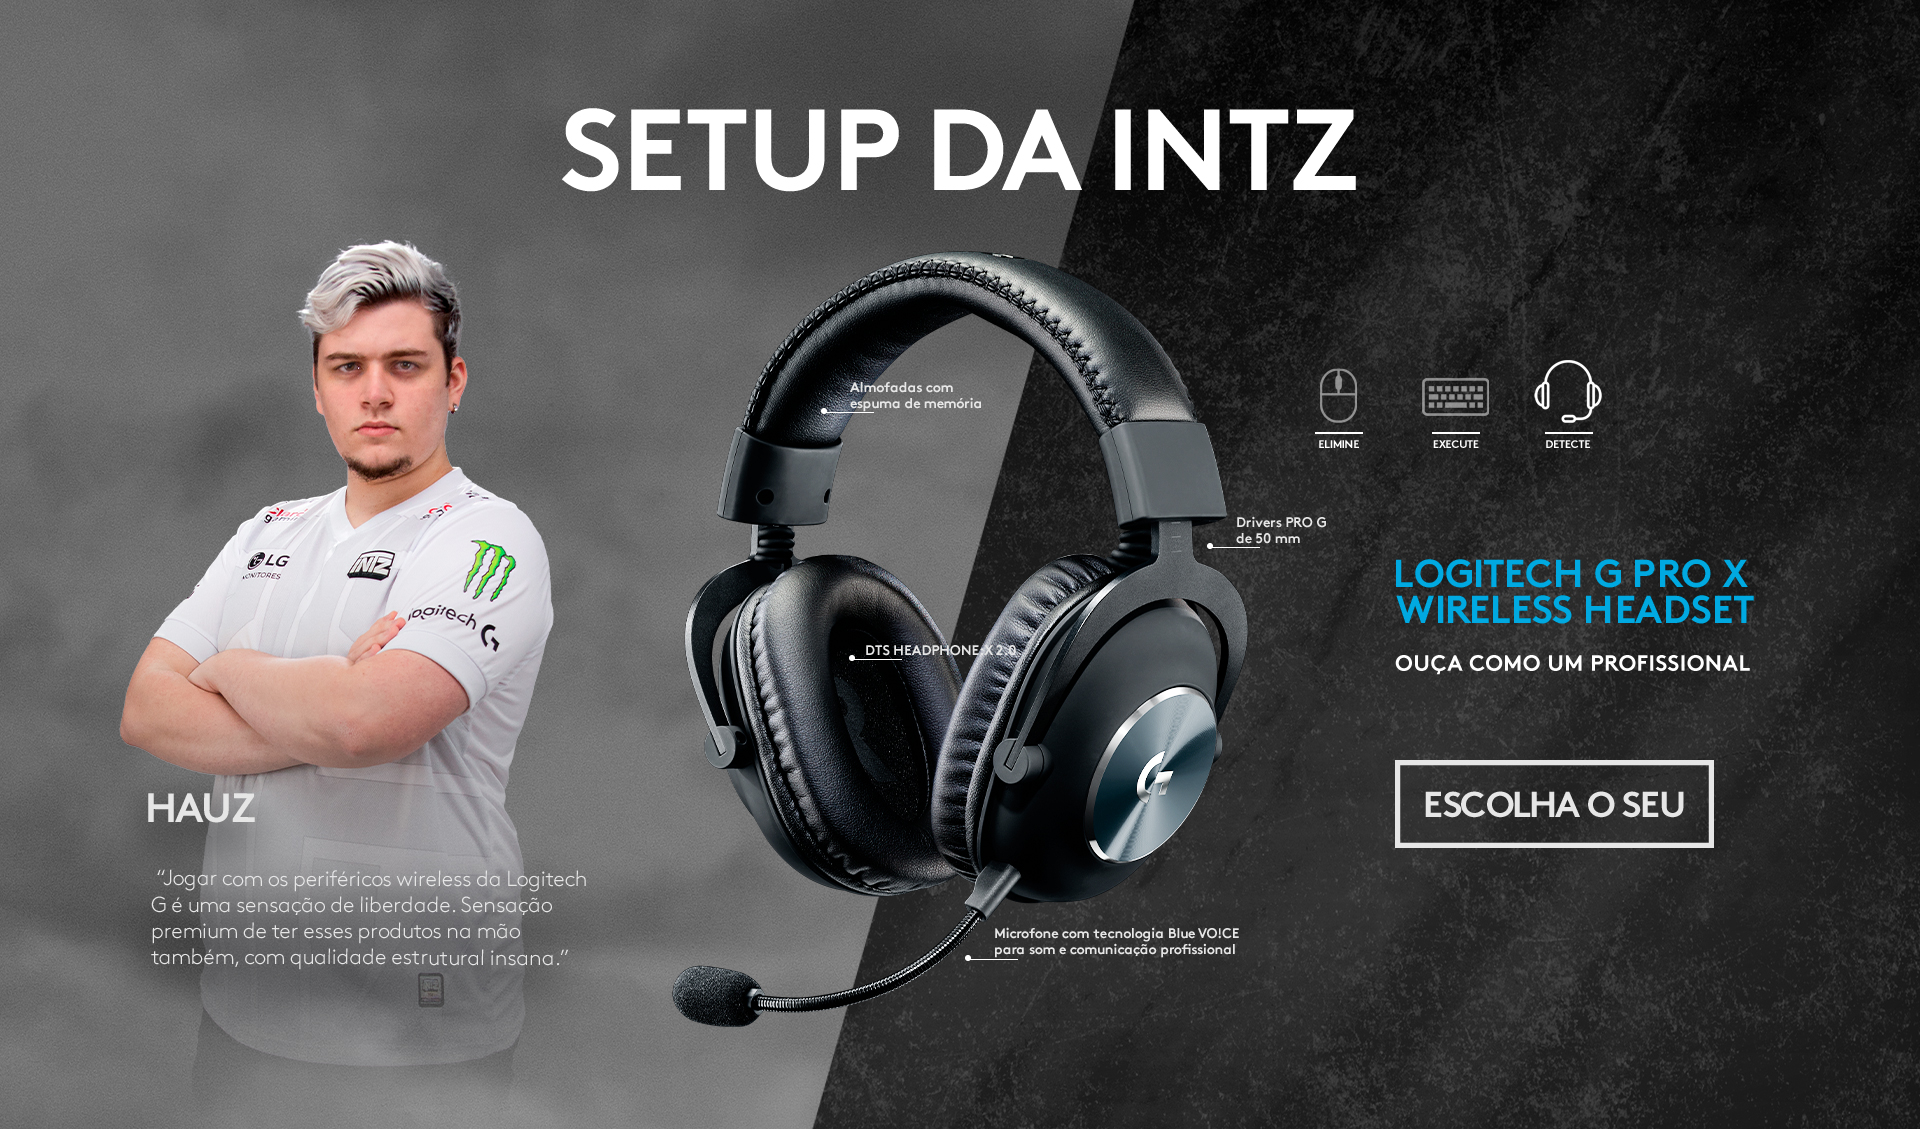 SETUP DA INTZ
Almofadas com
espuma de memória
ELIMINE
EXECUTE
DETECTE
LG
MONITORES
INTZ
logitech G
Drivers PRO G
de 50 mm
LOGITECH G PRO X
WIRELESS HEADSET
OUÇA COMO UM PROFISSIONAL
DTS HEADPHONE:X 2.0
ESCOLHA O SEU
HAUZ
“Jogar com os periféricos wireless da Logitech
G é uma sensação de liberdade. Sensação
premium de ter esses produtos na mão
também, com qualidade estrutural insana.”
Microfone com tecnologia Blue VO!CE
para som e comunicação profissional